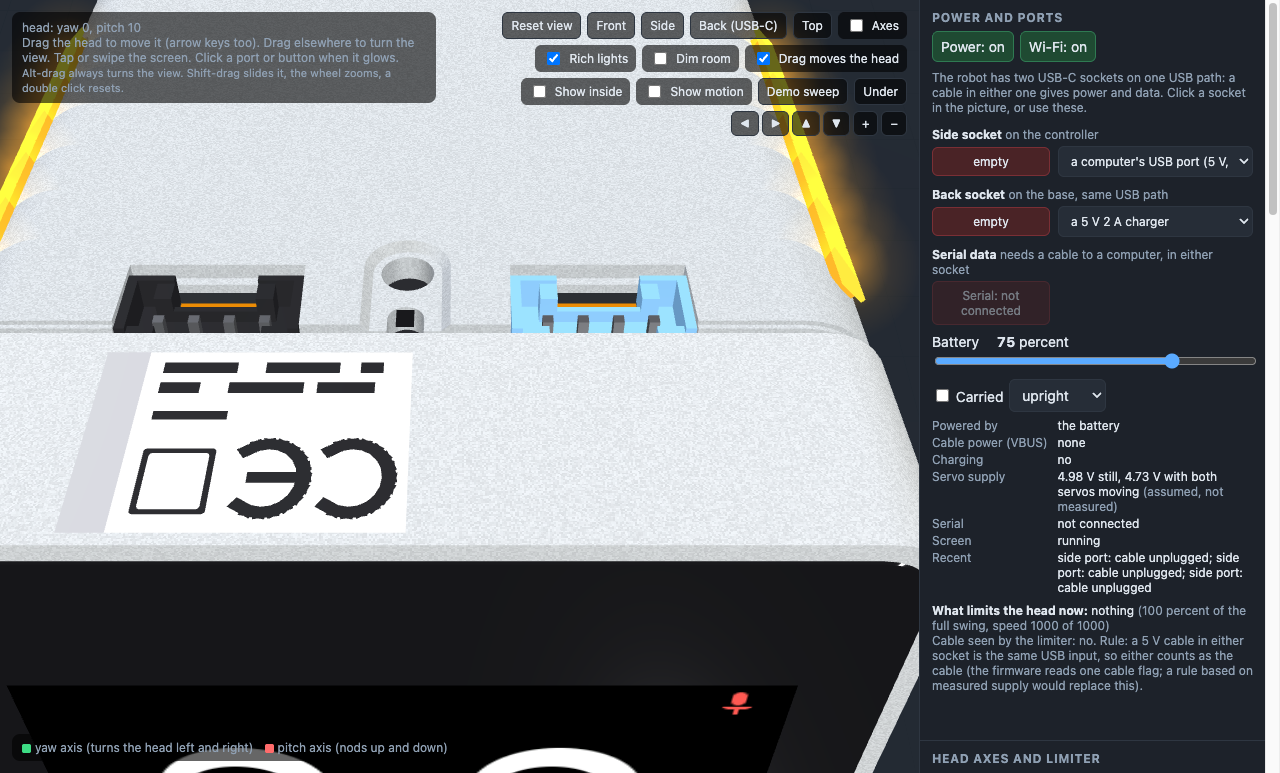 head: yaw 0, pitch 10
Drag the head to move it (arrow keys too). Drag elsewhere to turn the
view. Tap or swipe the screen. Click a port or button when it glows.
Alt-drag always turns the view. Shift-drag slides it, the wheel zooms, a
double click resets.
Reset view Front Side Back (USB-C) Top Axes
Rich lights Dim room Drag moves the head
Show inside Show motion Demo sweep Under
◀ ▶ ▲ ▼ + −
CE
yaw axis (turns the head left and right) pitch axis (nods up and down)
POWER AND PORTS
Power: on Wi-Fi: on
The robot has two USB-C sockets on one USB path: a
cable in either one gives power and data. Click a socket
in the picture, or use these.
Side socket on the controller
empty a computer's USB port (5 V,
Back socket on the base, same USB path
empty a 5 V 2 A charger
Serial data needs a cable to a computer, in either
socket
Serial: not
connected
Battery 75 percent
Carried upright
Powered by the battery
Cable power (VBUS) none
Charging no
Servo supply 4.98 V still, 4.73 V with both
servos moving (assumed, not
measured)
Serial not connected
Screen running
Recent side port: cable unplugged; side
port: cable unplugged; side port:
cable unplugged
What limits the head now: nothing (100 percent of the
full swing, speed 1000 of 1000)
Cable seen by the limiter: no. Rule: a 5 V cable in either
socket is the same USB input, so either counts as the
cable (the firmware reads one cable flag; a rule based on
measured supply would replace this).
HEAD AXES AND LIMITER